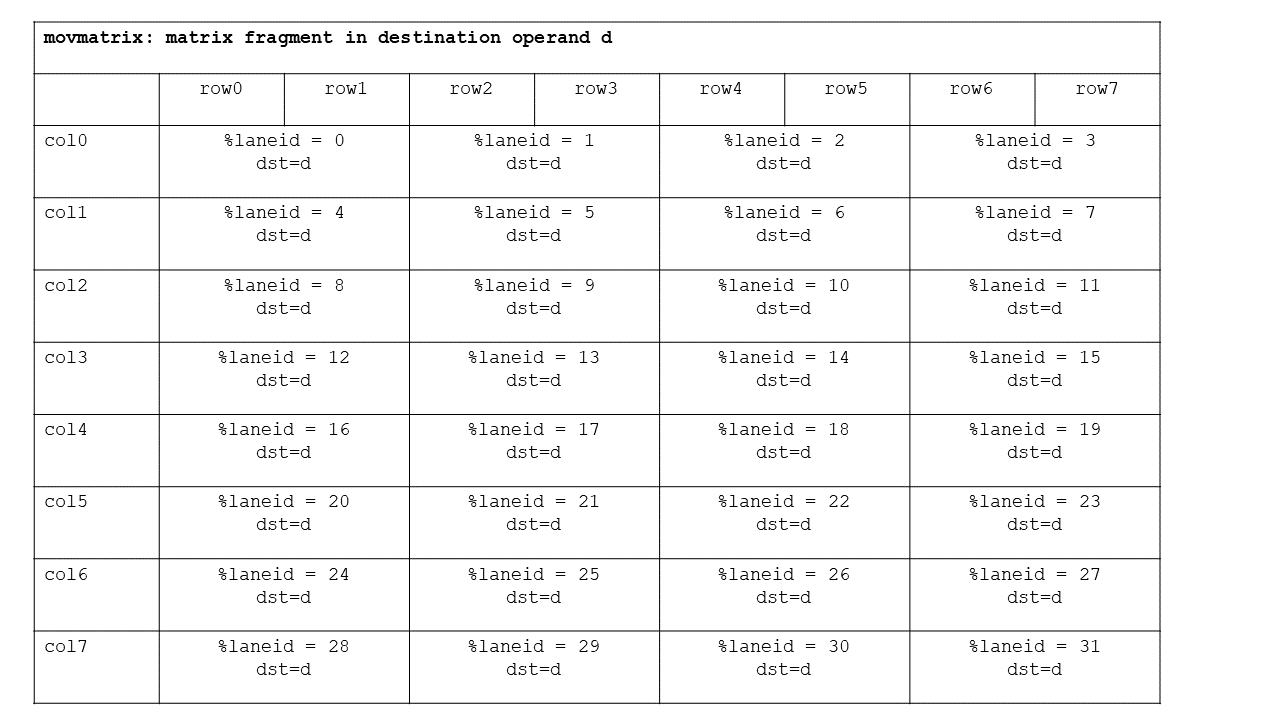 movmatrix: matrix fragment in destination operand d
row0 row1 row2 row3 row4 row5 row6 row7
col0 %laneid = 0 %laneid = 1 %laneid = 2 %laneid = 3
dst=d dst=d dst=d dst=d
col1 %laneid = 4 %laneid = 5 %laneid = 6 %laneid = 7
dst=d dst=d dst=d dst=d
col2 %laneid = 8 %laneid = 9 %laneid = 10 %laneid = 11
dst=d dst=d dst=d dst=d
col3 %laneid = 12 %laneid = 13 %laneid = 14 %laneid = 15
dst=d dst=d dst=d dst=d
col4 %laneid = 16 %laneid = 17 %laneid = 18 %laneid = 19
dst=d dst=d dst=d dst=d
col5 %laneid = 20 %laneid = 21 %laneid = 22 %laneid = 23
dst=d dst=d dst=d dst=d
col6 %laneid = 24 %laneid = 25 %laneid = 26 %laneid = 27
dst=d dst=d dst=d dst=d
col7 %laneid = 28 %laneid = 29 %laneid = 30 %laneid = 31
dst=d dst=d dst=d dst=d